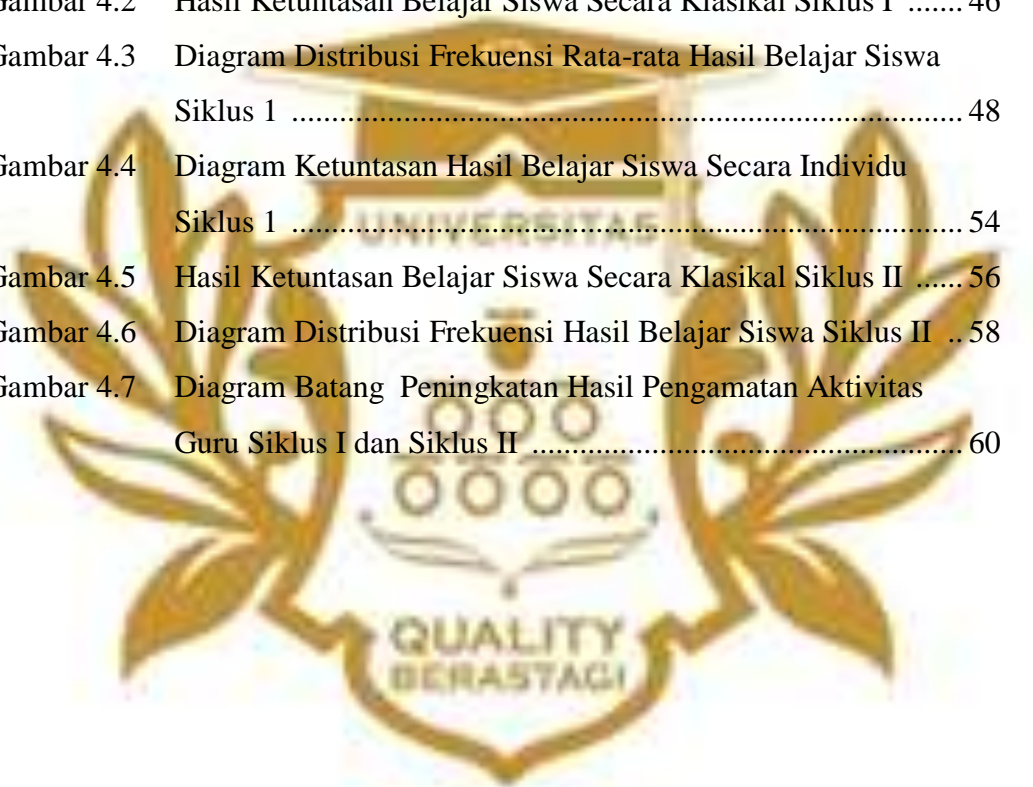 Gambar 4.2 Hasil Ketuntasan Belajar Siswa Secara Klasikal Siklus I ....... 46
Gambar 4.3 Diagram Distribusi Frekuensi Rata-rata Hasil Belajar Siswa
Siklus 1 ........................................................................ 48
Gambar 4.4 Diagram Ketuntasan Hasil Belajar Siswa Secara Individu
Siklus 1 ........................................................................ 54
Gambar 4.5 Hasil Ketuntasan Belajar Siswa Secara Klasikal Siklus II ...... 56
Gambar 4.6 Diagram Distribusi Frekuensi Hasil Belajar Siswa Siklus II .. 58
Gambar 4.7 Diagram Batang Peningkatan Hasil Pengamatan Aktivitas
Guru Siklus I dan Siklus II .............................................. 60
UNIVERSITAS
QUALITY
BERASTAGI